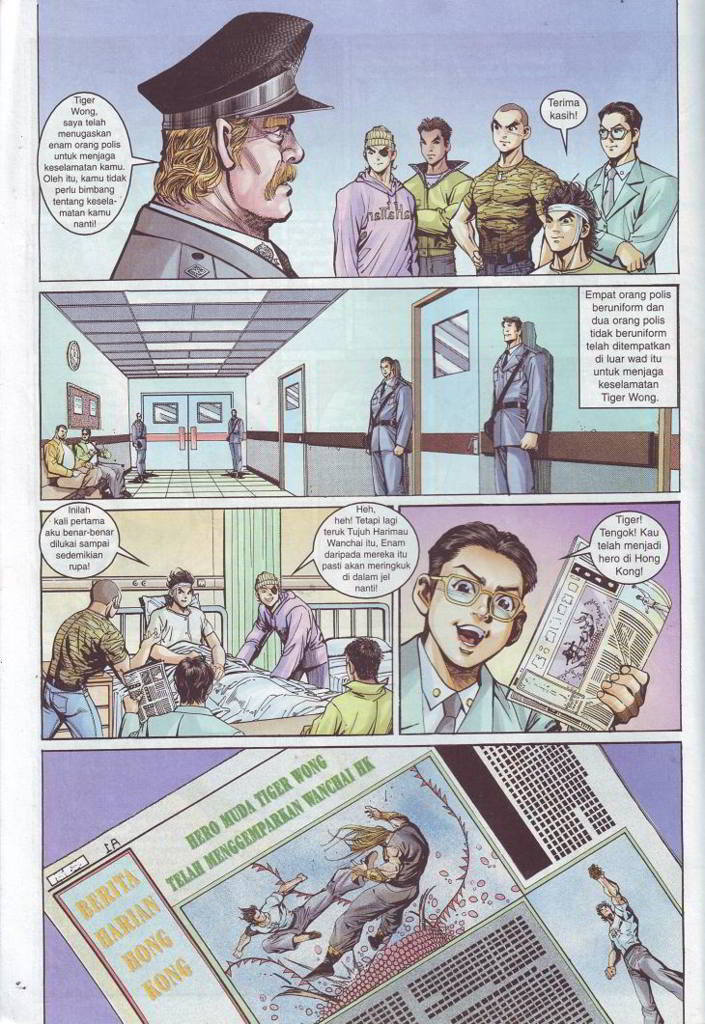 Tiger
Wong,
saya telah
menugaskan
enam orang polis
untuk menjaga
keselamatan kamu.
Oleh itu, kamu tidak
perlu bimbang
tentang kesela-
matan kamu
nanti!
Terima
kasih!
Empat orang polis
beruniform dan
dua orang polis
tidak beruniform
telah ditempatkan
di luar wad itu
untuk menjaga
keselamatan
Tiger Wong.
Inilah
kali pertama
aku benar-benar
dilukai sampai
sedemikian
rupa!
Heh,
heh! Tetapi lagi
teruk Tujuh Harimau
Wanchai itu, Enam
daripada mereka itu
pasti akan meringkuk
di dalam jel
nanti!
Tiger!
Tengok! Kau
telah menjadi
hero di Hong
Kong!
HERO MUDA TIGER WONG
TELAH MENGGEMPARKAN WANCHAI HK
BERITA
HARIAN
HONG
KONG